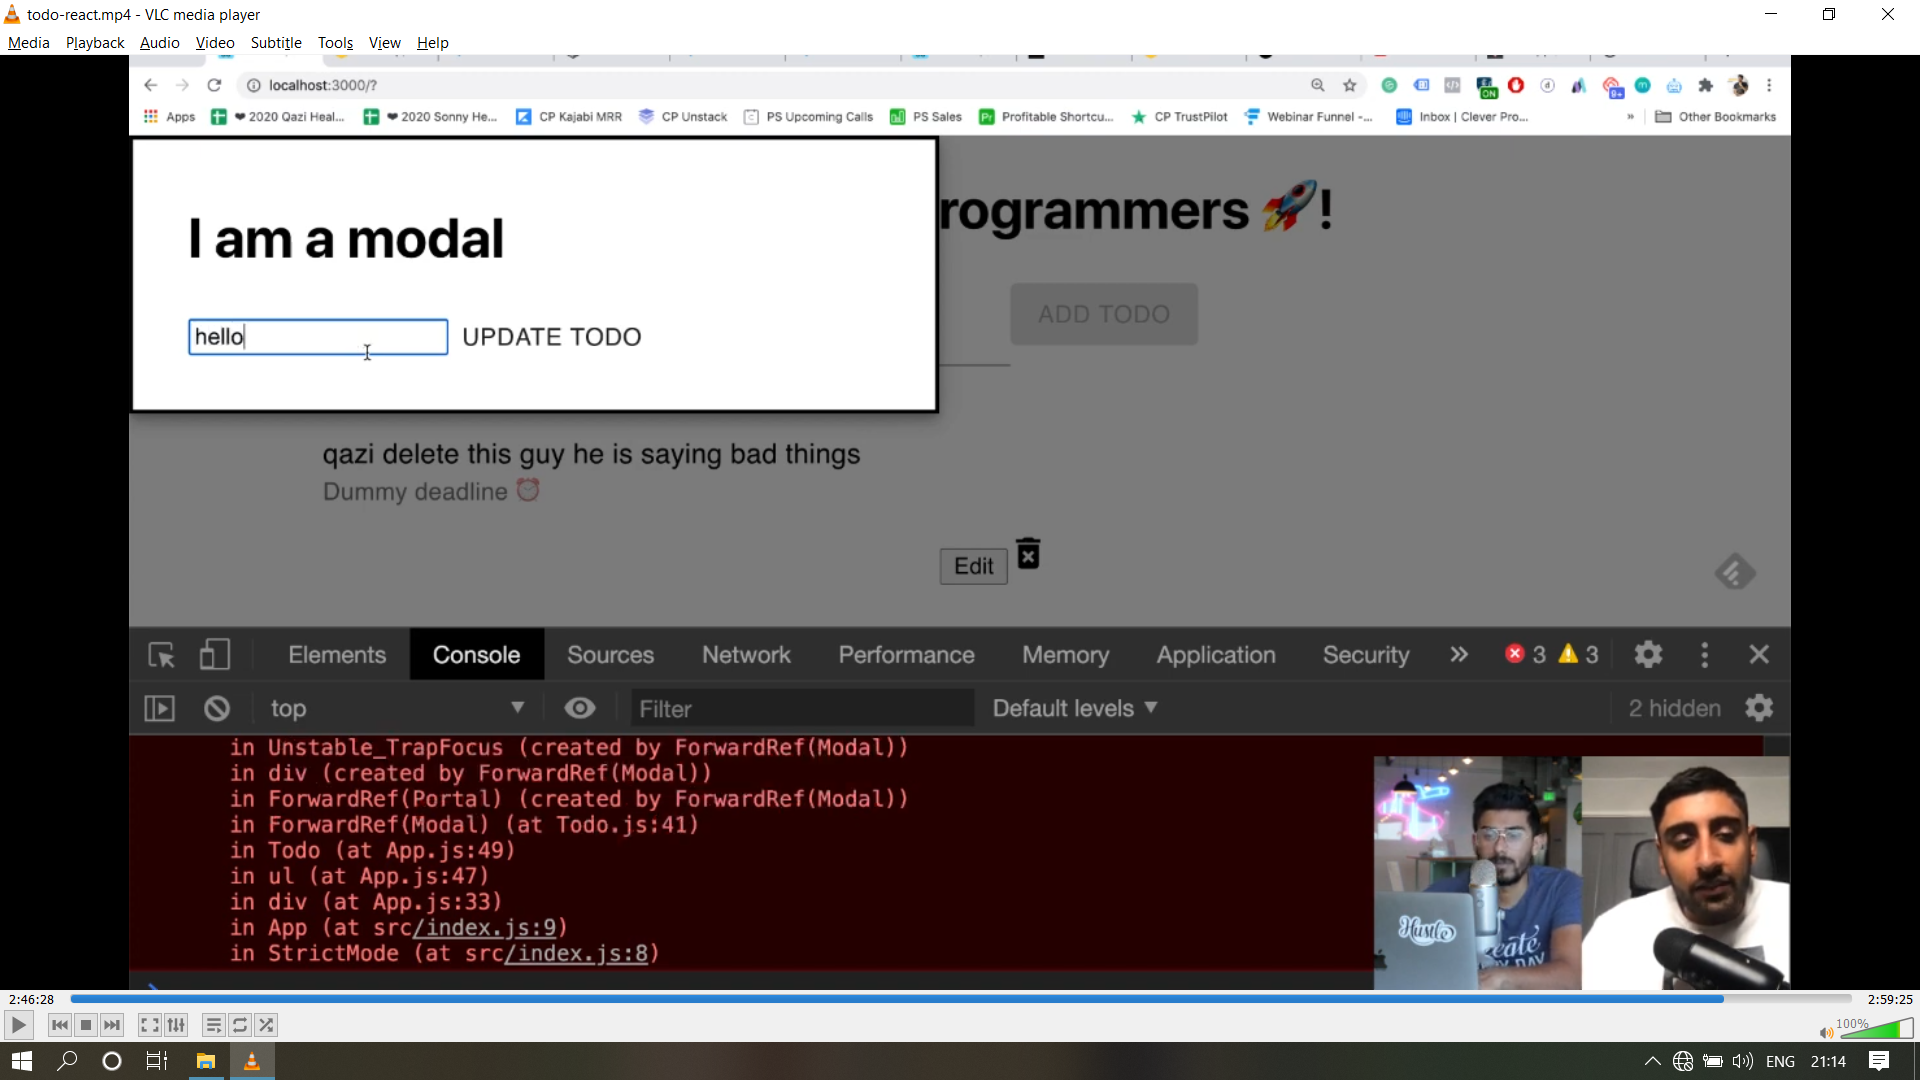 todo-react.mp4 - VLC media player
Media Playback Audio Video Subtitle Tools View Help
localhost:3000/?
Apps ❤ 2020 Qazi Heal... ❤ 2020 Sonny He... CP Kajabi MRR CP Unstack PS Upcoming Calls PS Sales Profitable Shortcu... CP TrustPilot Webinar Funnel -... Inbox | Clever Pro... » Other Bookmarks
rogrammers 🚀!
I am a modal
ADD TODO
hello UPDATE TODO
qazi delete this guy he is saying bad things
Dummy deadline ⏰
Edit
Elements Console Sources Network Performance Memory Application Security » 3 3
top Filter Default levels 2 hidden
in Unstable_TrapFocus (created by ForwardRef(Modal))
in div (created by ForwardRef(Modal))
in ForwardRef(Portal) (created by ForwardRef(Modal))
in ForwardRef(Modal) (at Todo.js:41)
in Todo (at App.js:49)
in ul (at App.js:47)
in div (at App.js:33)
in App (at src/index.js:9)
in StrictMode (at src/index.js:8)
Hustle
2:46:28 2:59:25
100%
ENG 21:14